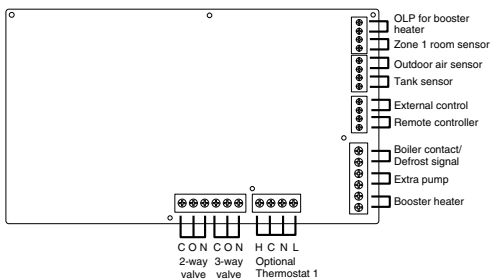 OLP for booster
heater
Zone 1 room sensor
Outdoor air sensor
Tank sensor
External control
Remote controller
Boiler contact/
Defrost signal
Extra pump
Booster heater
C O N C O N H C N L
2-way 3-way Optional
valve valve Thermostat 1